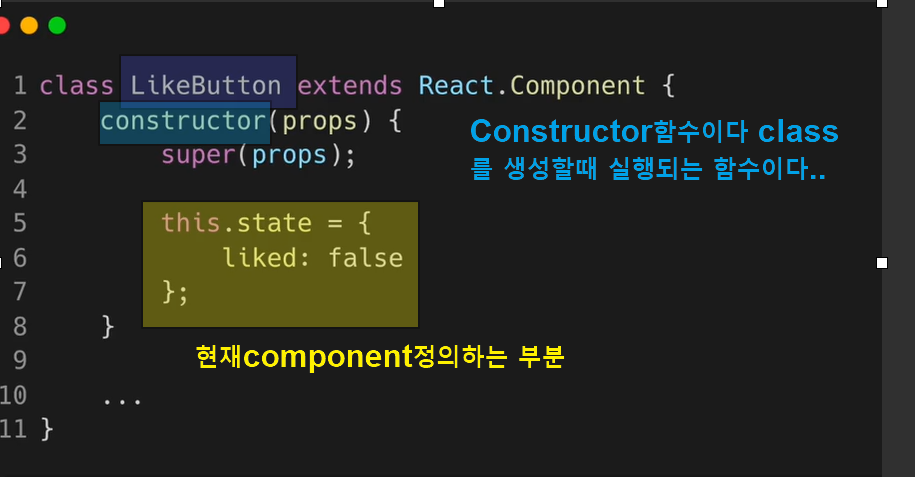 1 class LikeButton extends React.Component {
2 constructor(props) {
3 super(props);
4
5 this.state = {
6 liked: false
7 };
8 }
9
10 ...
11 }
Constructor함수이다 class
를 생성할때 실행되는 함수이다..
현재component정의하는 부분